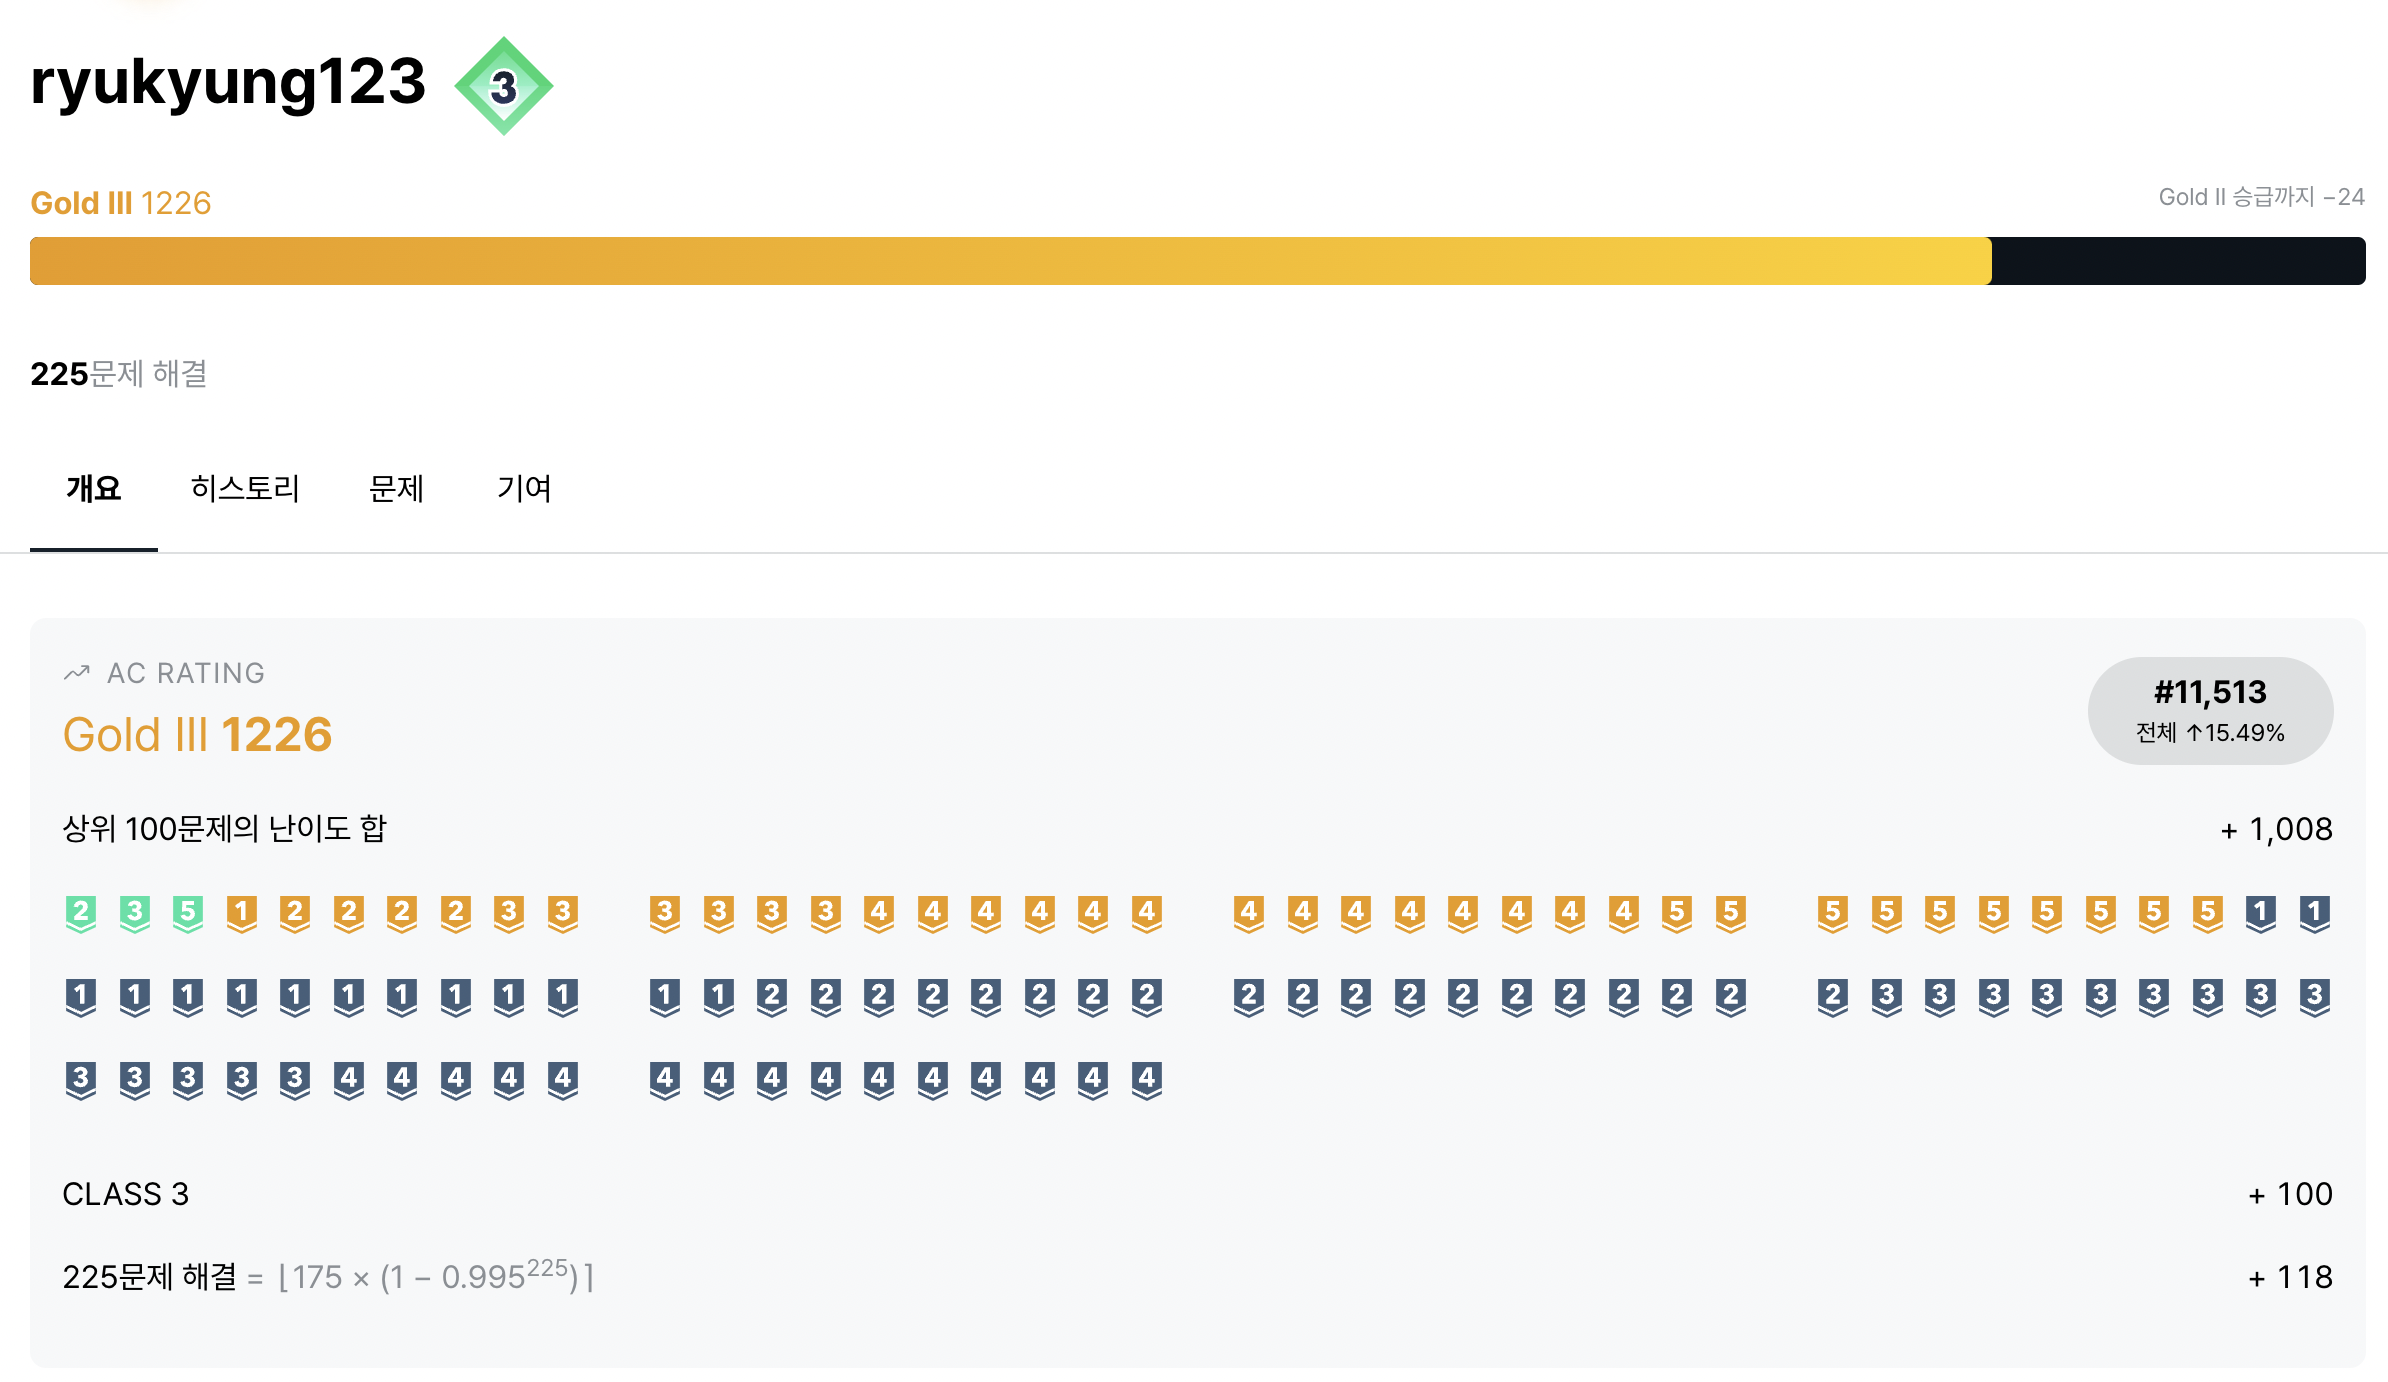 ryukyung123 3
Gold III 1226
Gold II 승급까지 −24
225문제 해결
개요 히스토리 문제 기여
AC RATING
#11,513
Gold III 1226
전체 ↑15.49%
상위 100문제의 난이도 합 + 1,008
2 3 5 1 2 2 2 2 3 3 3 3 3 3 4 4 4 4 4 4 4 4 4 4 4 4 4 4 5 5 5 5 5 5 5 5 5 5 1 1
1 1 1 1 1 1 1 1 1 1 1 1 2 2 2 2 2 2 2 2 2 2 2 2 2 2 2 2 2 2 2 3 3 3 3 3 3 3 3 3
3 3 3 3 3 4 4 4 4 4 4 4 4 4 4 4 4 4 4 4
CLASS 3 + 100
225문제 해결 = ⌊175 × (1 − 0.995²²⁵)⌉ + 118